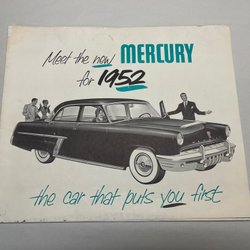 Meet the new MERCURY
for 1952
the car that puts you first